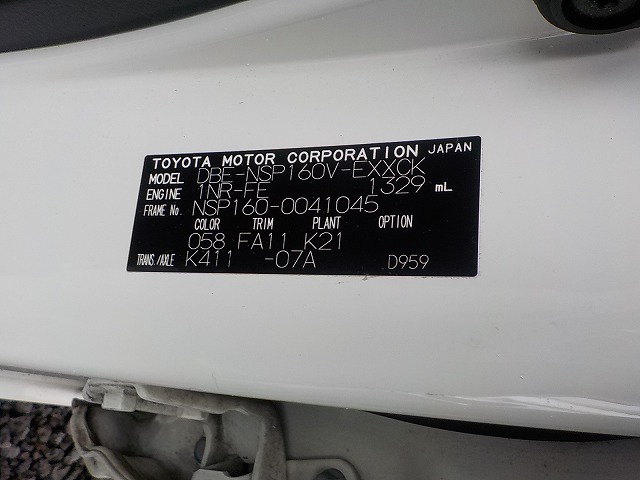 TOYOTA MOTOR CORPORATION JAPAN
MODEL DBE-NSP160V-EXXCK
ENGINE 1NR-FE 1329 mL
FRAME No. NSP160-0041045
COLOR TRIM PLANT OPTION
058 FA11 K21
TRANS./AXLE K411 -07A D959